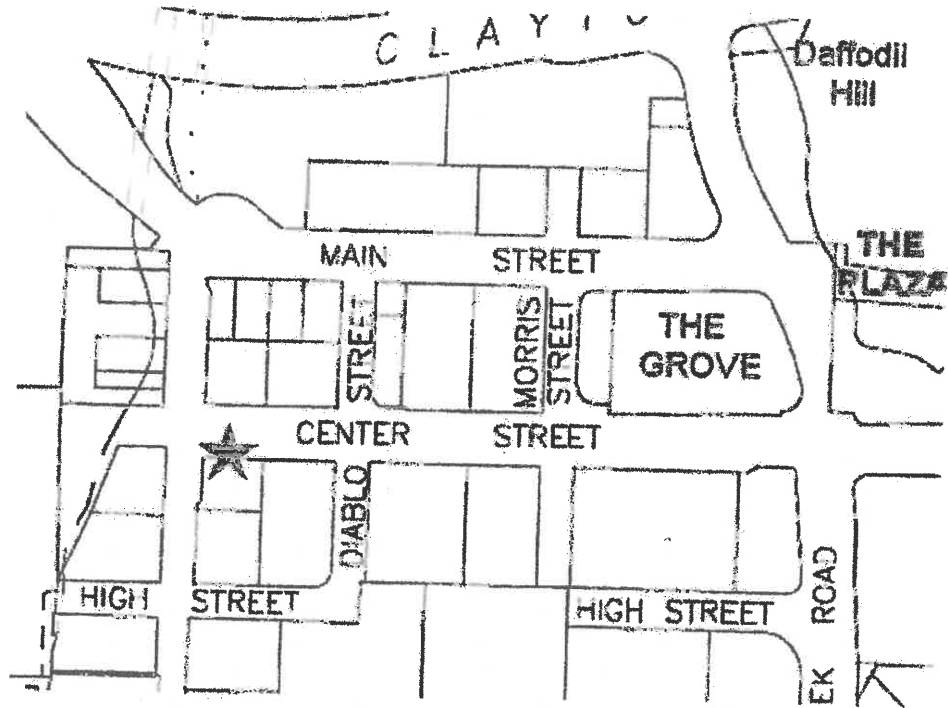 CLAYTO
Daffodil
Hill
MAIN STREET
THE
PLAZA
STREET
MORRIS
STREET
THE
GROVE
CENTER STREET
DIABLO
HIGH STREET
HIGH STREET
ROAD
EK